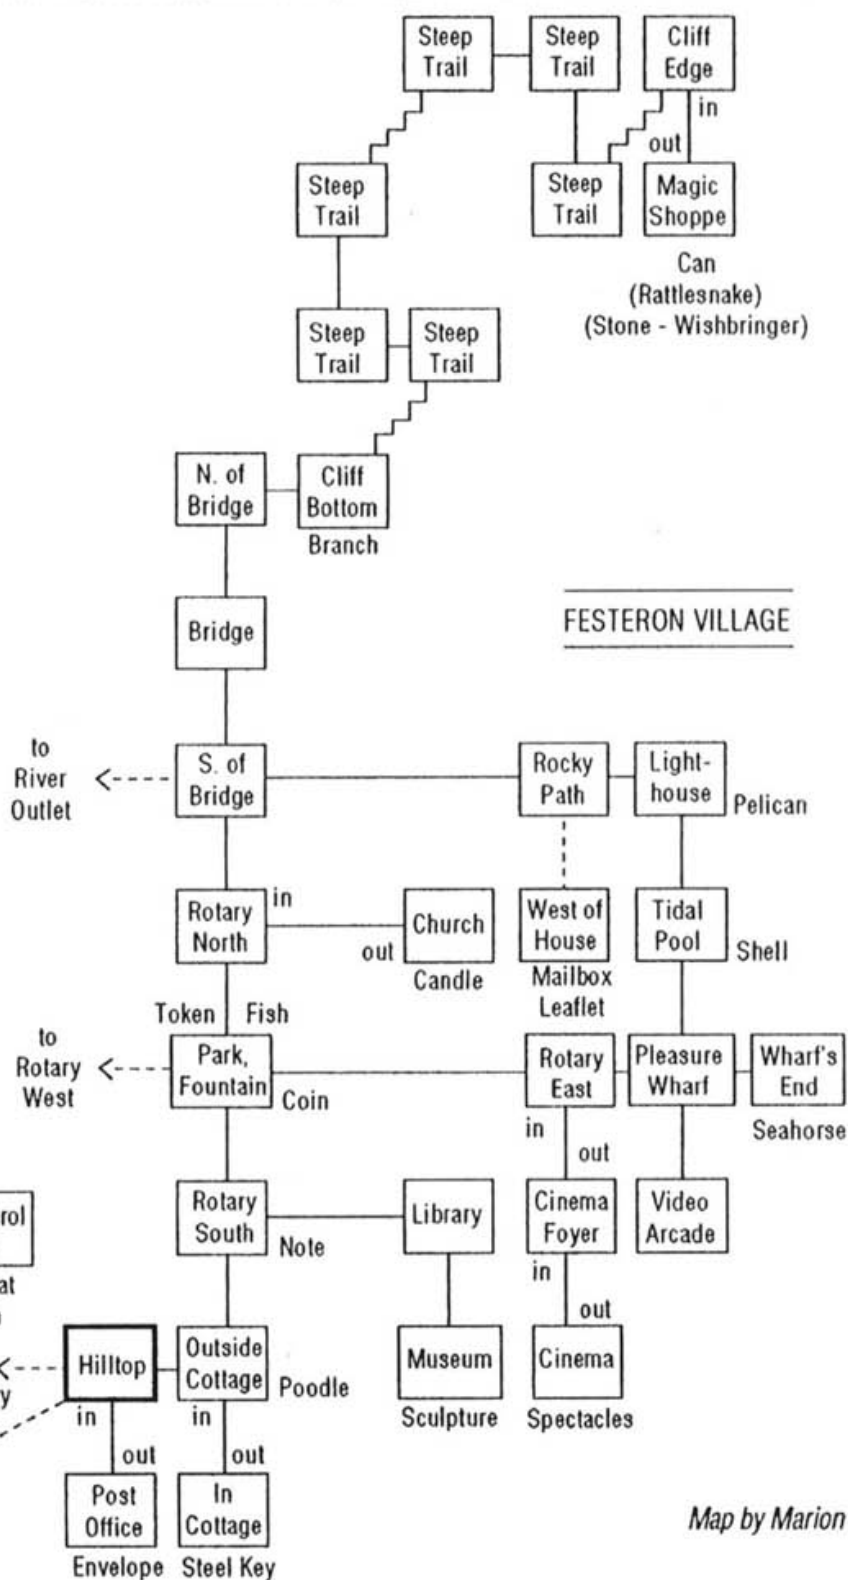 Steep
Trail
Steep
Trail
Cliff
Edge
in
out
Steep
Trail
Steep
Trail
Magic
Shoppe
Can
(Rattlesnake)
(Stone - Wishbringer)
Steep
Trail
Steep
Trail
N. of
Bridge
Cliff
Bottom
Branch
Bridge
FESTERON VILLAGE
to
River
Outlet
S. of
Bridge
Rocky
Path
Light-
house
Pelican
Rotary
North
in
out
Church
Candle
West of
House
Mailbox
Leaflet
Tidal
Pool
Shell
Token Fish
to
Rotary
West
Park,
Fountain
Coin
Rotary
East
Pleasure
Wharf
Wharf's
End
Seahorse
in
out
rol
at
Rotary
South
Note
Library
Cinema
Foyer
Video
Arcade
in
out
Hilltop
Outside
Cottage
Poodle
Museum
Sculpture
Cinema
Spectacles
y
in
out
in
out
Post
Office
Envelope
In
Cottage
Steel Key
Map by Marion